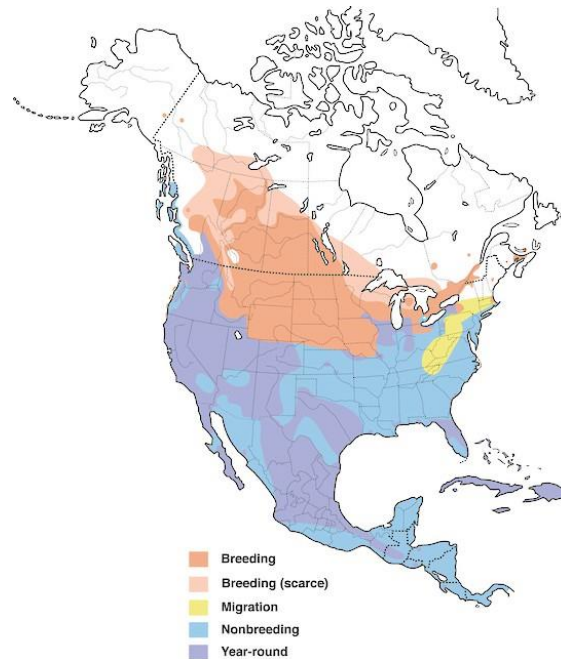 Breeding
Breeding (scarce)
Migration
Nonbreeding
Year-round